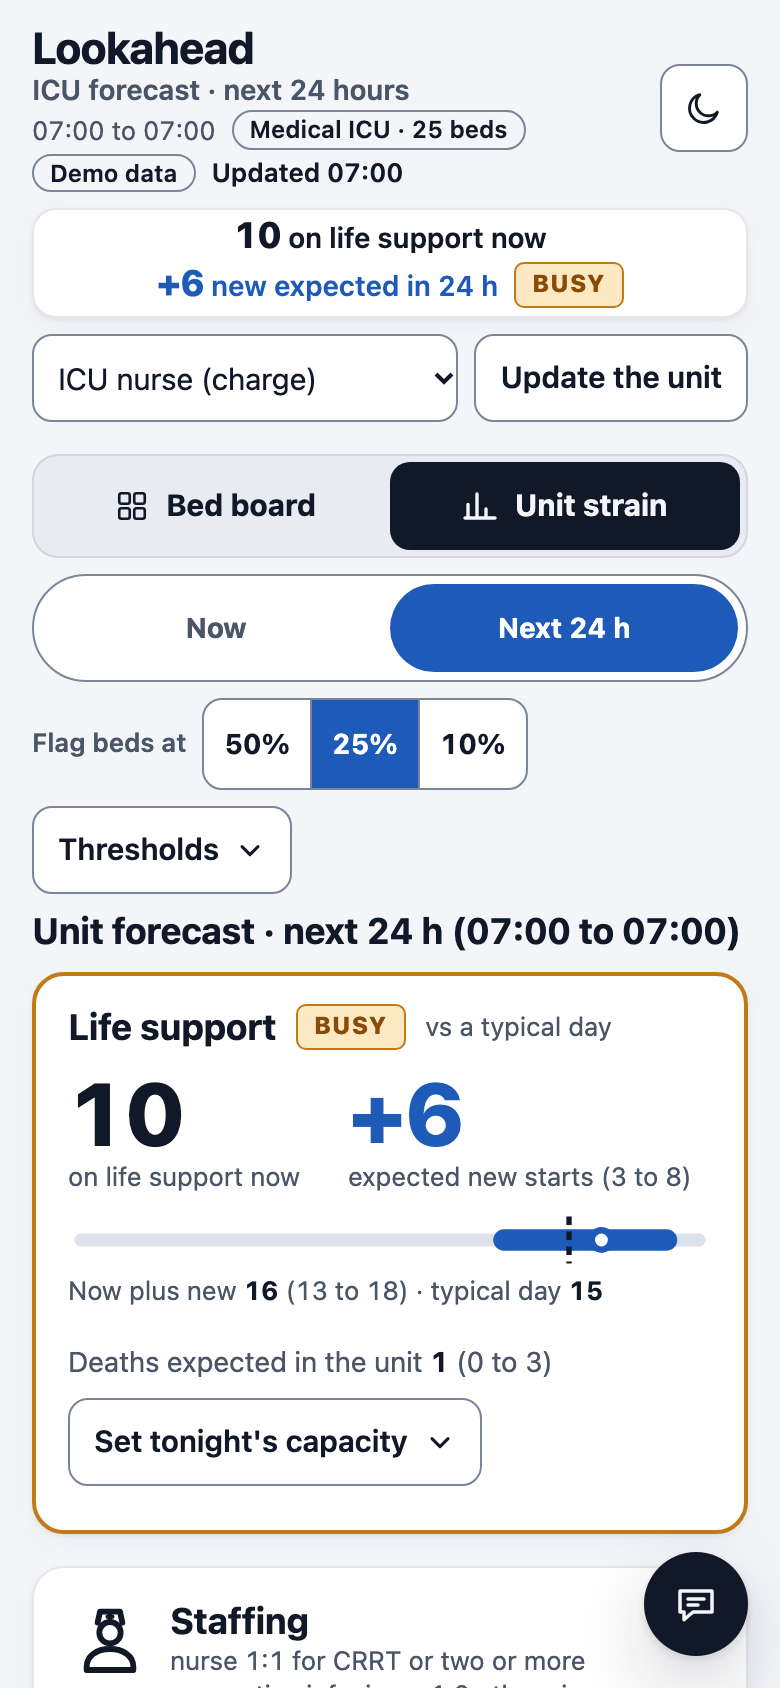 Lookahead
ICU forecast · next 24 hours
07:00 to 07:00 Medical ICU · 25 beds
Demo data Updated 07:00
10 on life support now
+6 new expected in 24 h BUSY
ICU nurse (charge) Update the unit
Bed board Unit strain
Now Next 24 h
Flag beds at 50% 25% 10%
Thresholds
Unit forecast · next 24 h (07:00 to 07:00)
Life support BUSY vs a typical day
10 +6
on life support now expected new starts (3 to 8)
Now plus new 16 (13 to 18) · typical day 15
Deaths expected in the unit 1 (0 to 3)
Set tonight's capacity
Staffing
nurse 1:1 for CRRT or two or more